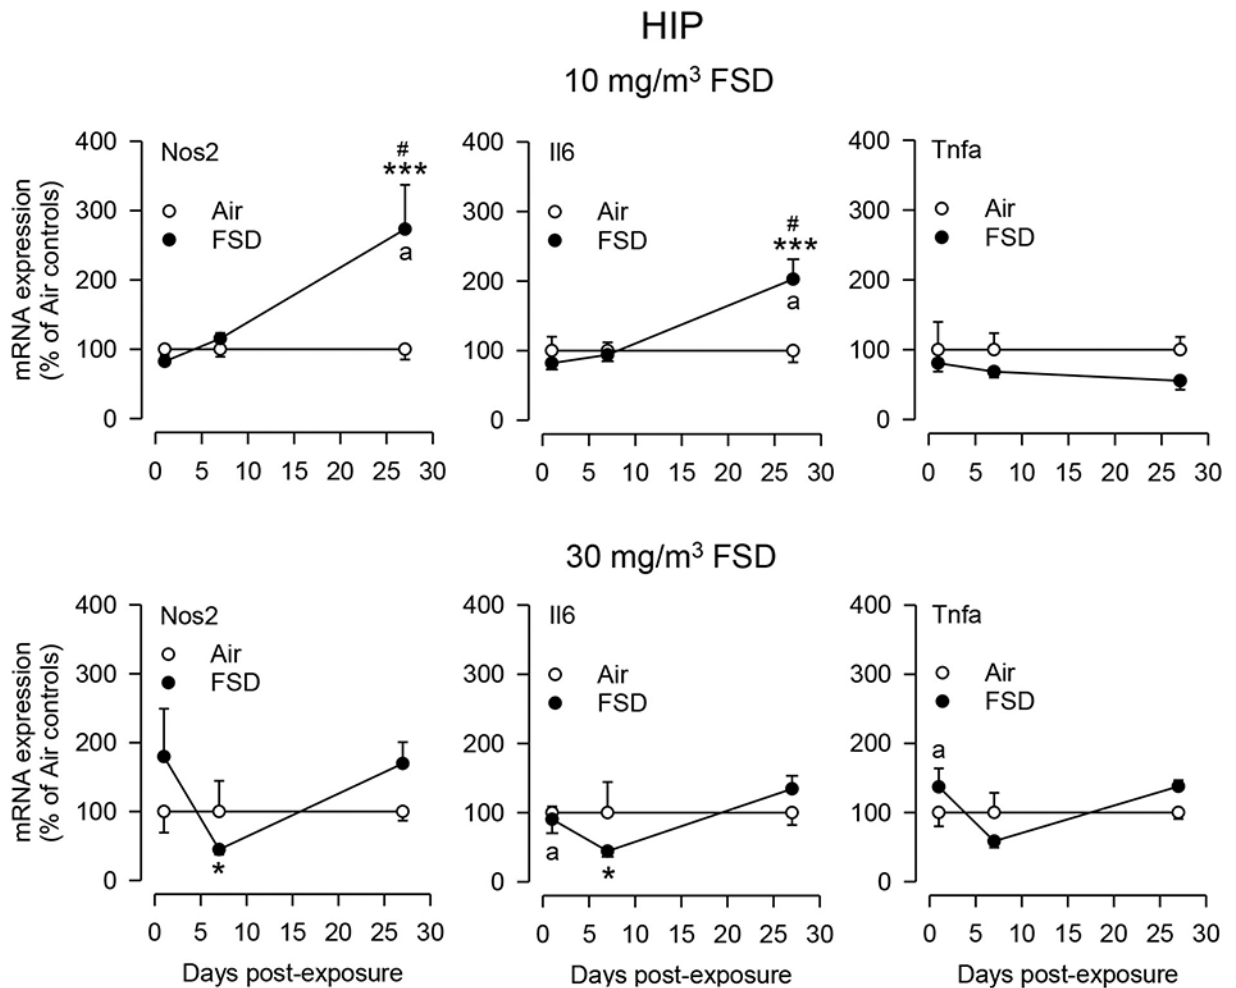 HIP
10 mg/m³ FSD
mRNA expression
(% of Air controls)
400
300
200
100
0
Nos2
Air
FSD
#
***
a
0 5 10 15 20 25 30
400
300
200
100
0
Il6
Air
FSD
#
***
a
0 5 10 15 20 25 30
400
300
200
100
0
Tnfa
Air
FSD
0 5 10 15 20 25 30
30 mg/m³ FSD
mRNA expression
(% of Air controls)
400
300
200
100
0
Nos2
Air
FSD
*
0 5 10 15 20 25 30
Days post-exposure
400
300
200
100
0
Il6
Air
FSD
a
*
0 5 10 15 20 25 30
Days post-exposure
400
300
200
100
0
Tnfa
Air
FSD
a
0 5 10 15 20 25 30
Days post-exposure